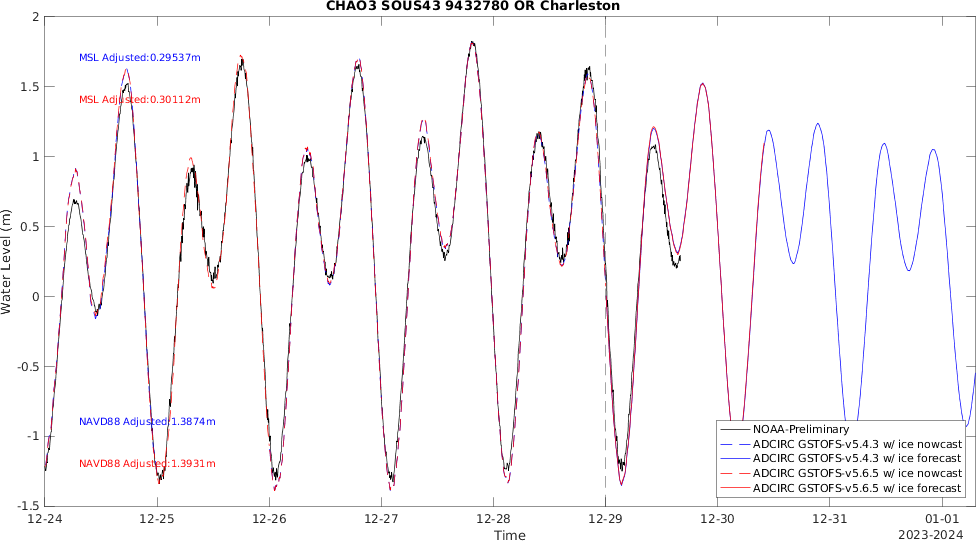 CHAO3 SOUS43 9432780 OR Charleston
2
1.5
1
0.5
0
-0.5
-1
-1.5
Water Level (m)
MSL Adjusted:0.29537m
MSL Adjusted:0.30112m
NAVD88 Adjusted:1.3874m
NAVD88 Adjusted:1.3931m
NOAA-Preliminary
ADCIRC GSTOFS-v5.4.3 w/ ice nowcast
ADCIRC GSTOFS-v5.4.3 w/ ice forecast
ADCIRC GSTOFS-v5.6.5 w/ ice nowcast
ADCIRC GSTOFS-v5.6.5 w/ ice forecast
12-24 12-25 12-26 12-27 12-28 12-29 12-30 12-31 01-01
Time
2023-2024